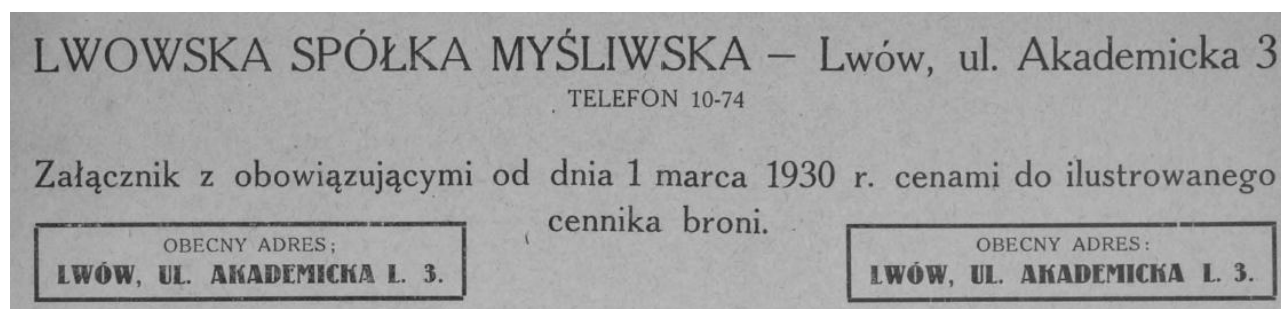 LWOWSKA SPÓŁKA MYŚLIWSKA — Lwów, ul. Akademicka 3
TELEFON 10-74
Załącznik z obowiązującymi od dnia 1 marca 1930 r. cenami do ilustrowanego
cennika broni.
OBECNY ADRES;
LWÓW, UL. AKADEMICKA L. 3.
OBECNY ADRES:
LWÓW, UL. AKADEMICKA L. 3.